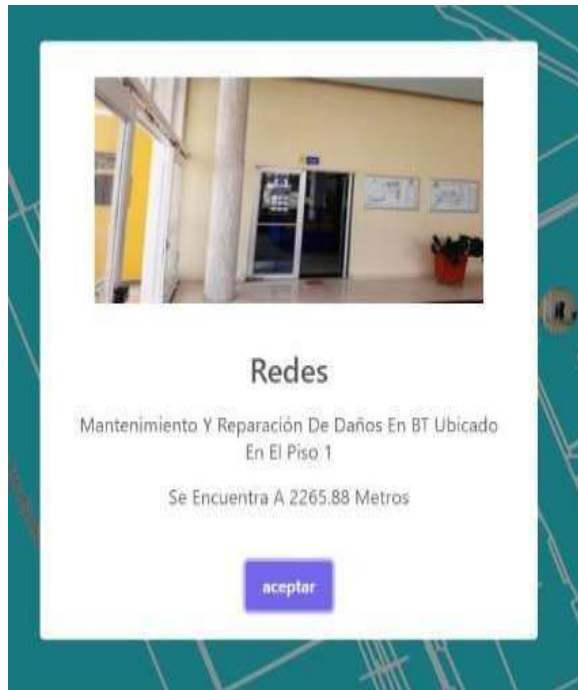 Redes
Mantenimiento Y Reparación De Daños En BT Ubicado
En El Piso 1
Se Encuentra A 2265.88 Metros
aceptar